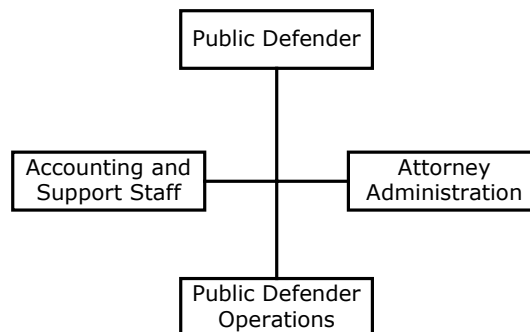 Public Defender
Accounting and
Support Staff
Attorney
Administration
Public Defender
Operations